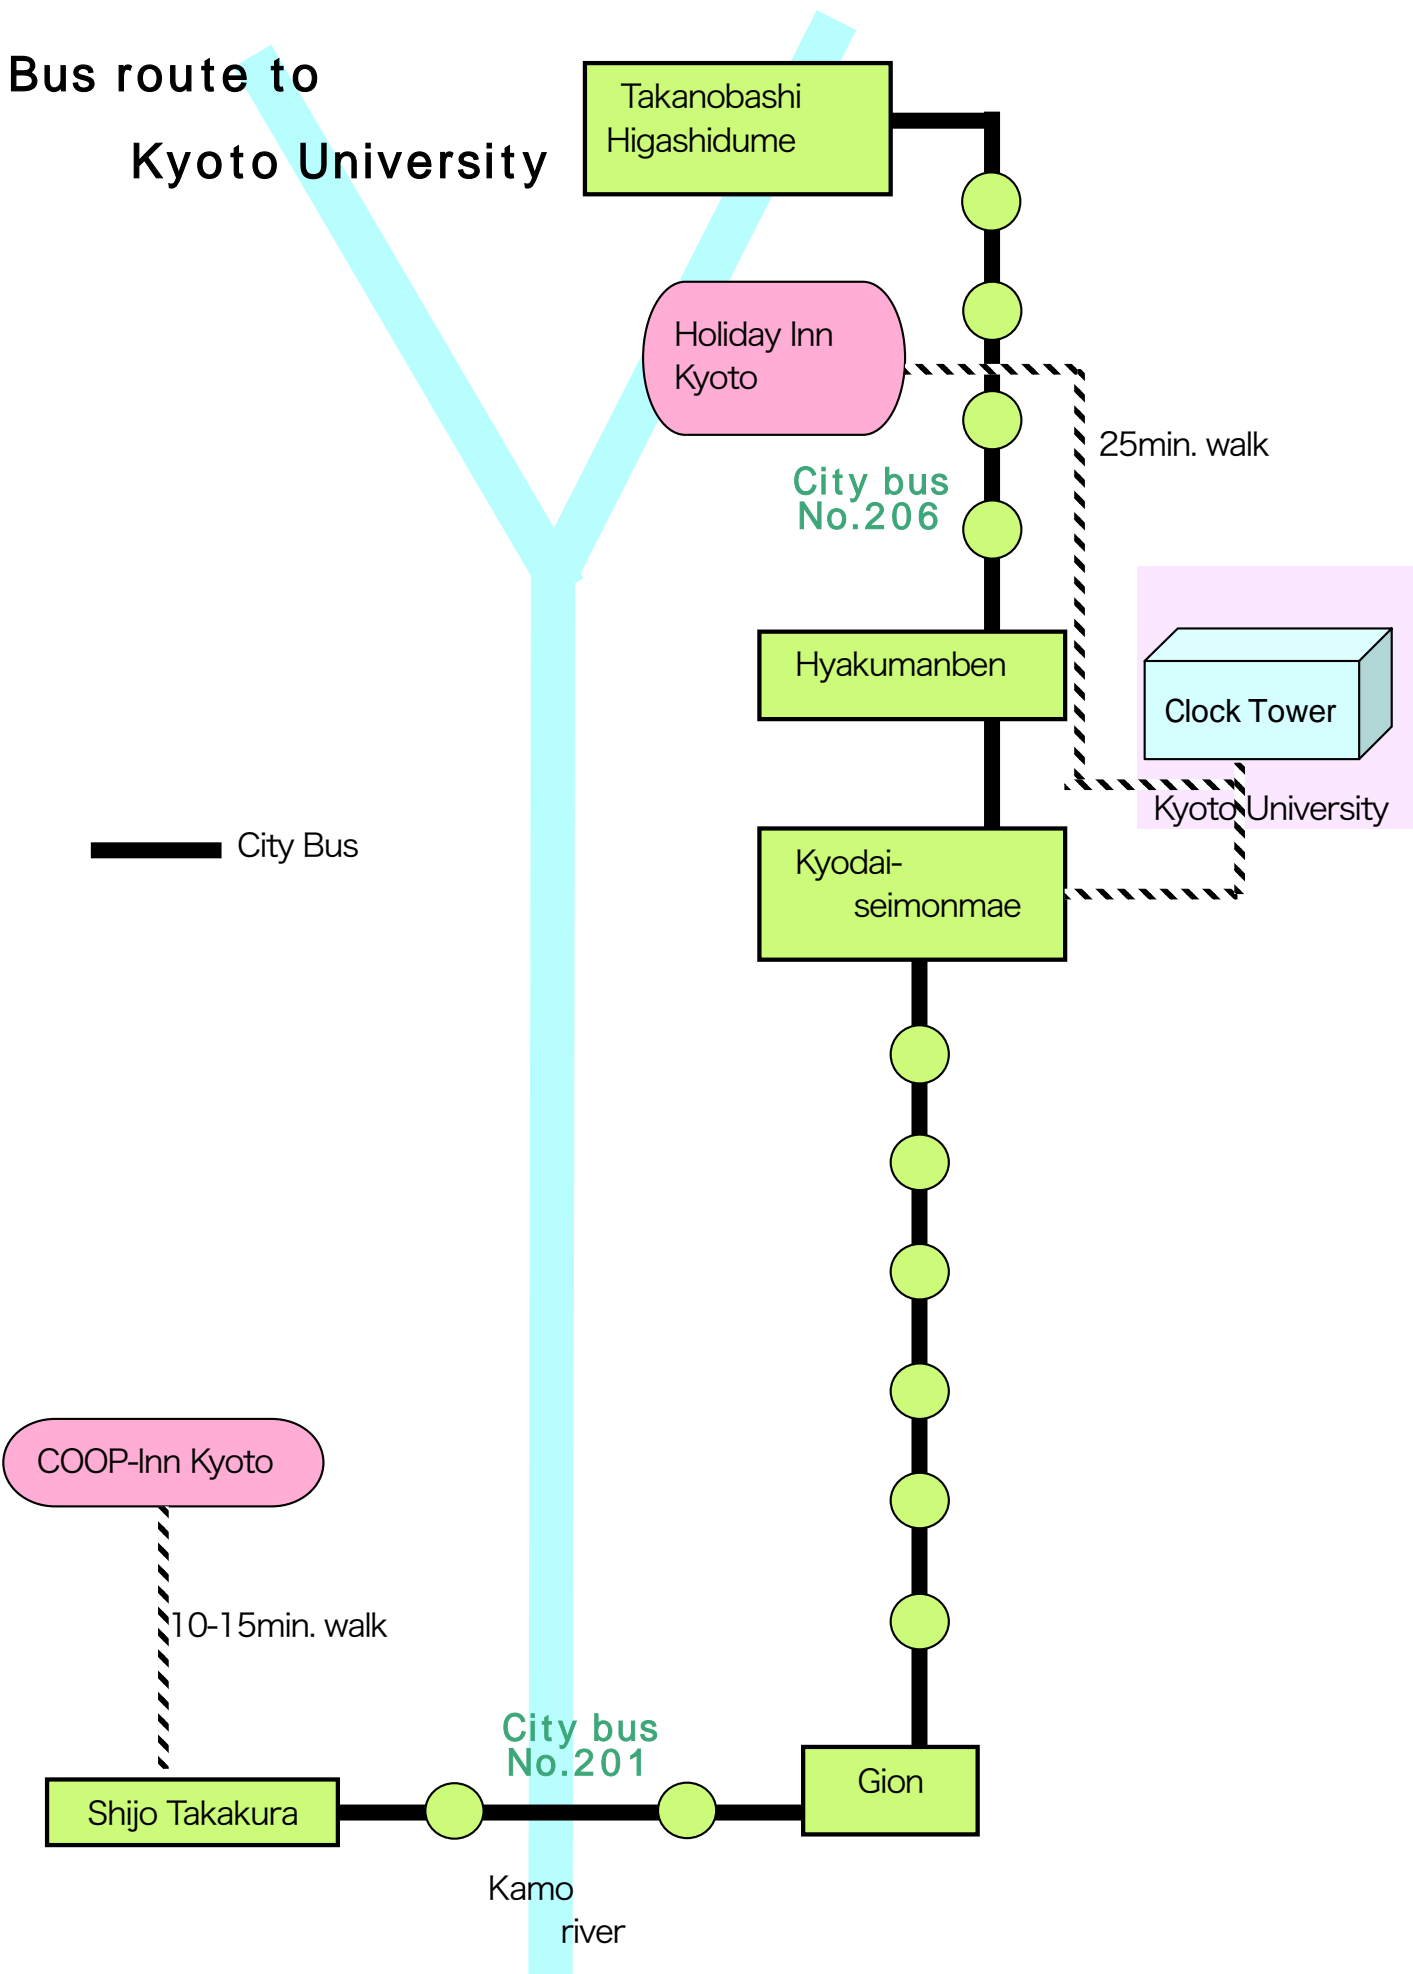 Bus route to
Kyoto University
Takanobashi
Higashidume
Holiday Inn
Kyoto
25min. walk
City bus
No.206
Hyakumanben
Clock Tower
Kyoto University
City Bus
Kyodai-
seimonmae
COOP-Inn Kyoto
10-15min. walk
City bus
No.201
Gion
Shijo Takakura
Kamo
river